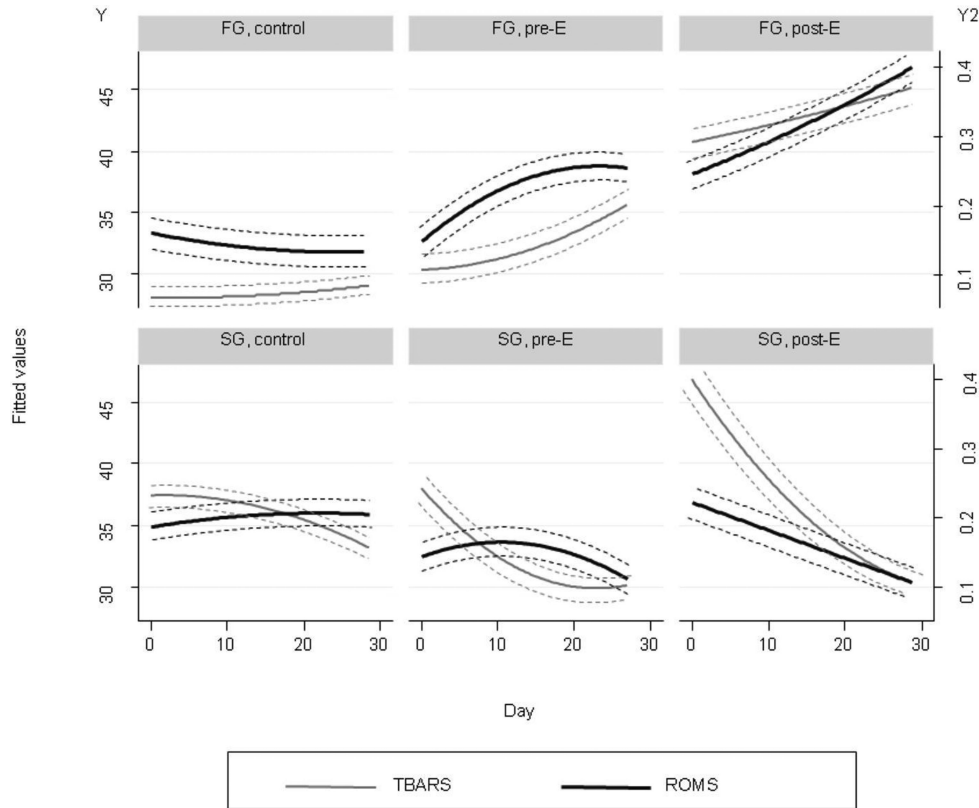 Y
Y2
FG, control
FG, pre-E
FG, post-E
45
40
35
30
0.4
0.3
0.2
0.1
SG, control
SG, pre-E
SG, post-E
Fitted values
45
40
35
30
0.4
0.3
0.2
0.1
0 10 20 30
0 10 20 30
0 10 20 30
Day
TBARS
ROMS